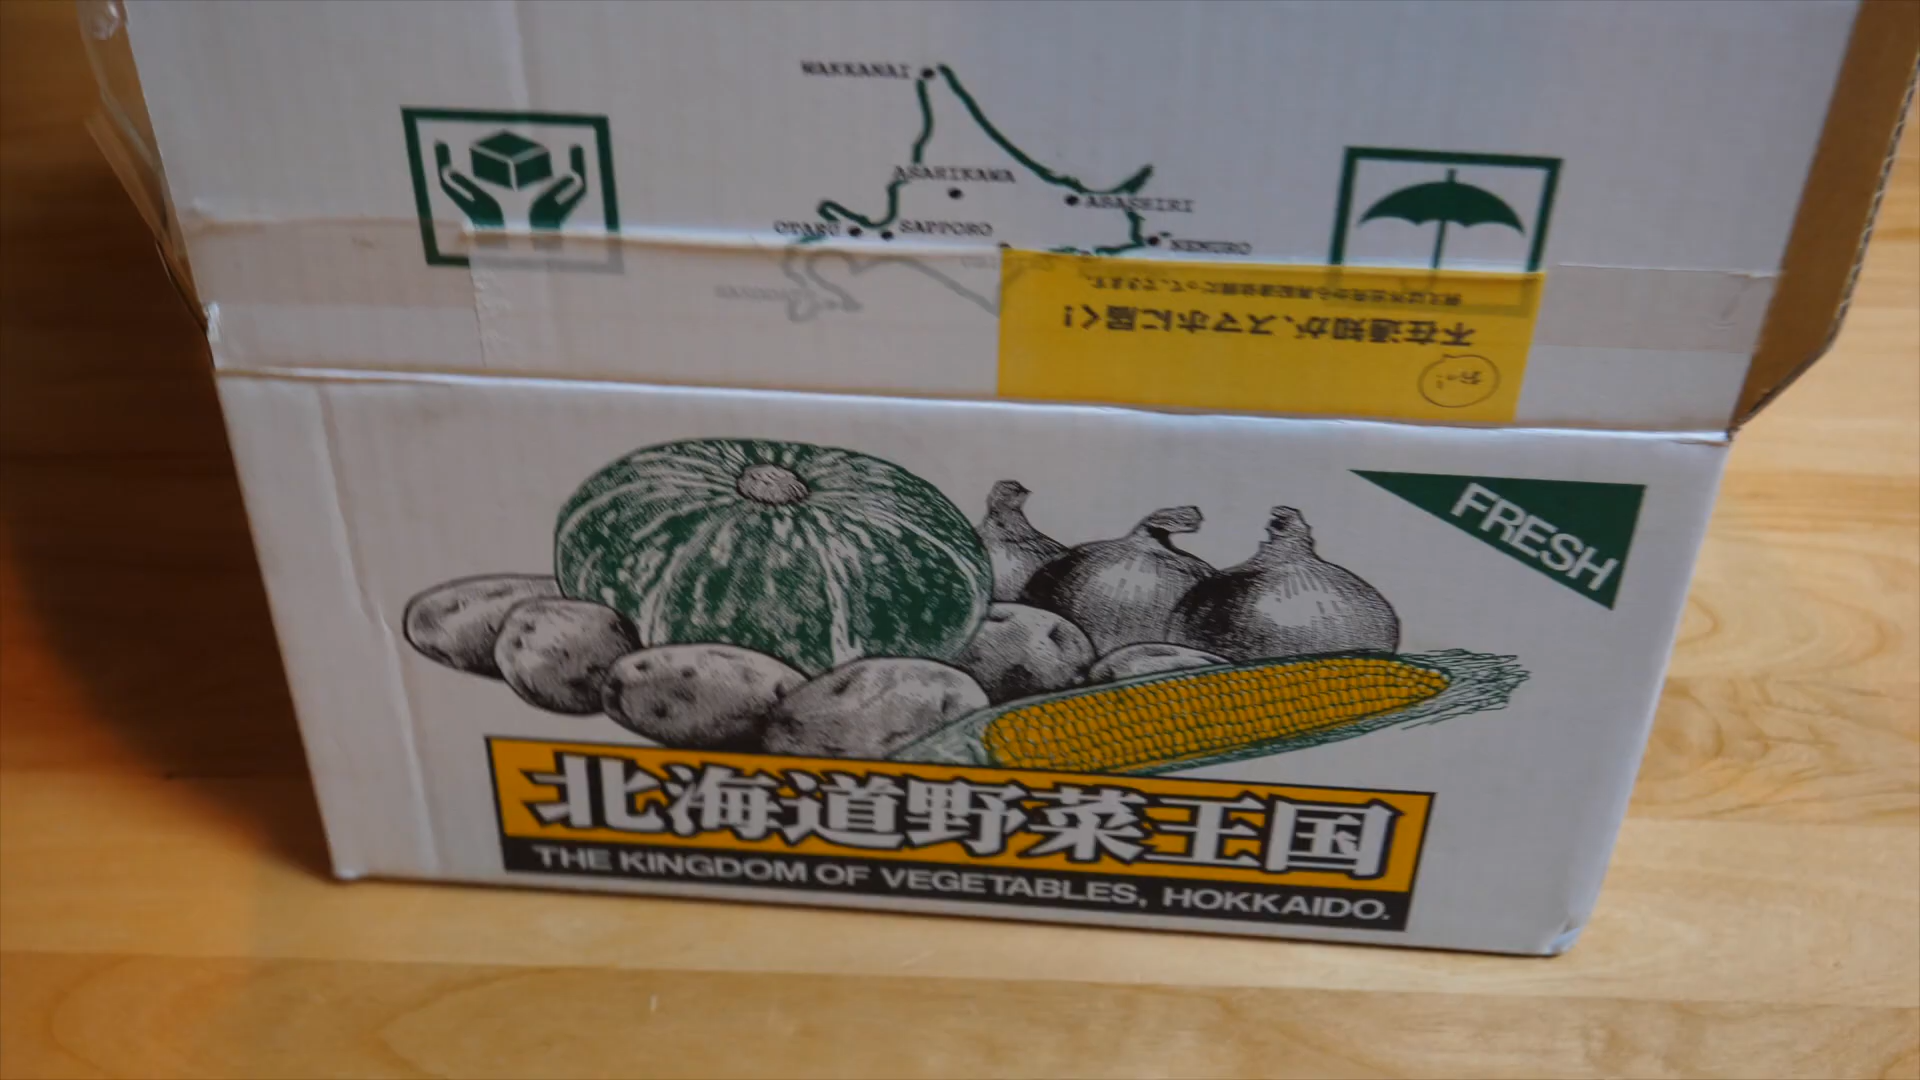 WAKKANAI
ASAHIKAWA
ABASHIRI
OTARU
SAPPORO
NEMURO
不在通知が、スマホに届く!
FRESH
北海道野菜王国
THE KINGDOM OF VEGETABLES, HOKKAIDO.